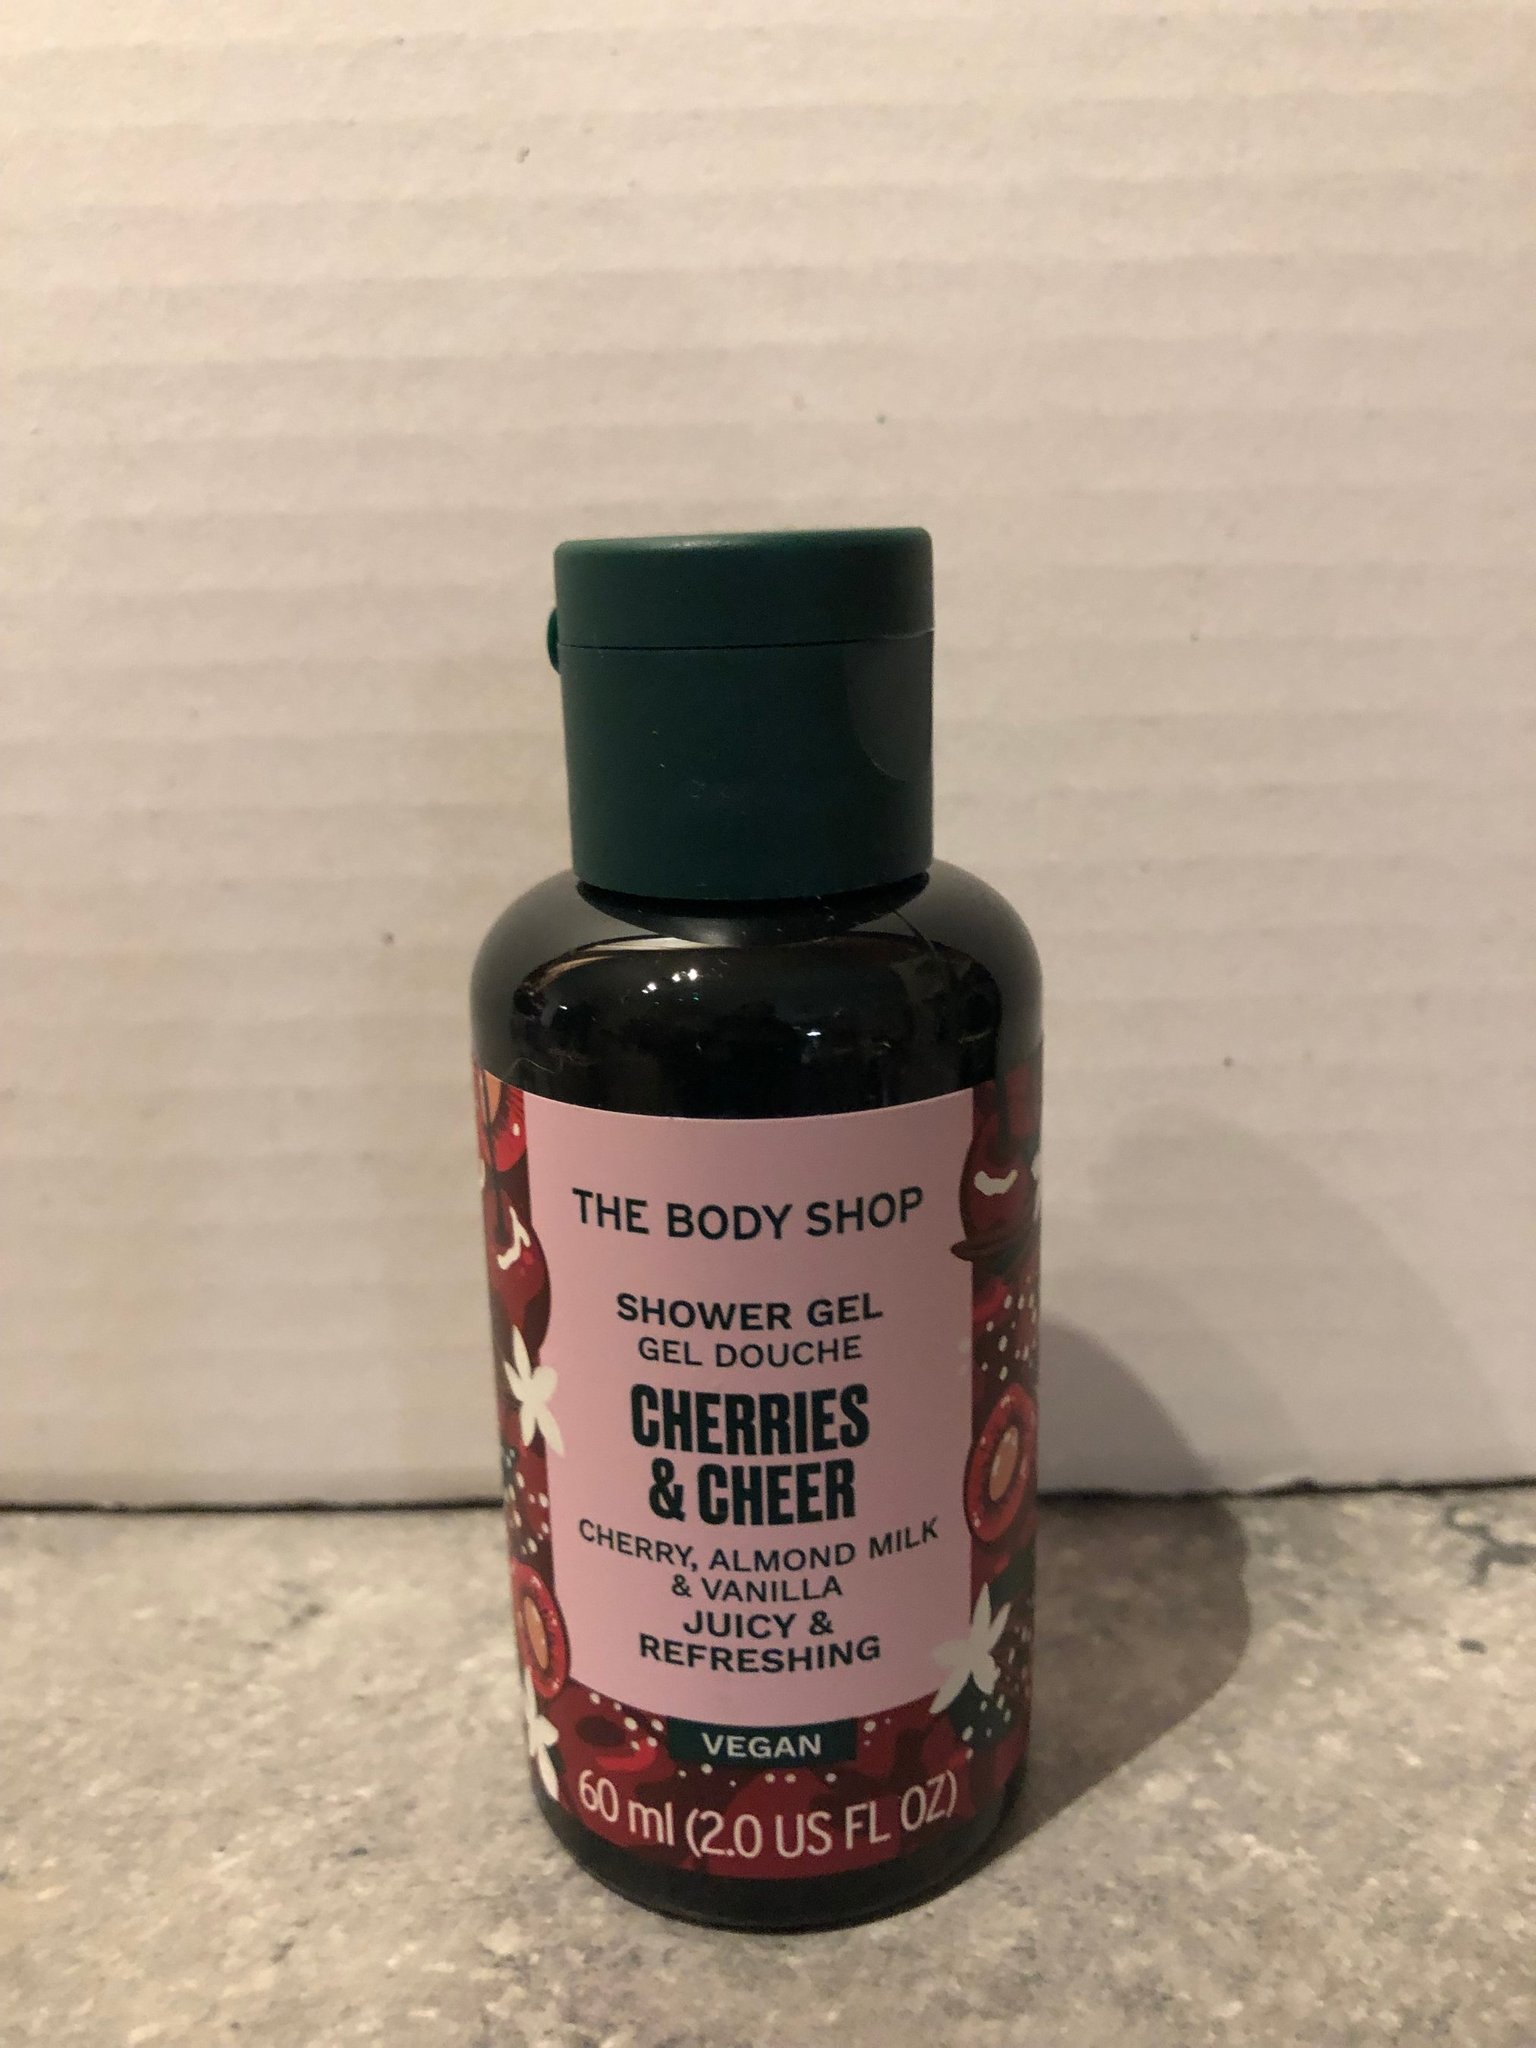 THE BODY SHOP
SHOWER GEL
GEL DOUCHE
CHERRIES
& CHEER
CHERRY, ALMOND MILK
& VANILLA
JUICY &
REFRESHING
VEGAN
60 ml (2.0 US FL OZ)